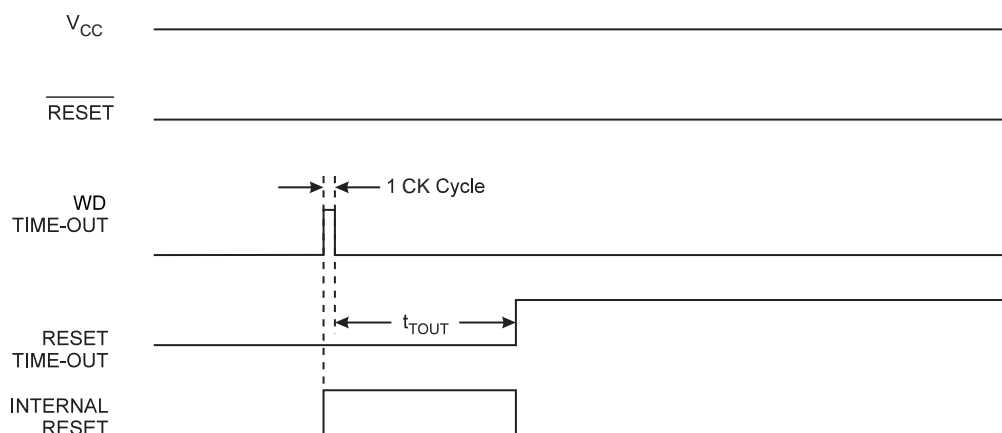 VCC
RESET
1 CK Cycle
WD
TIME-OUT
tTOUT
RESET
TIME-OUT
INTERNAL
RESET